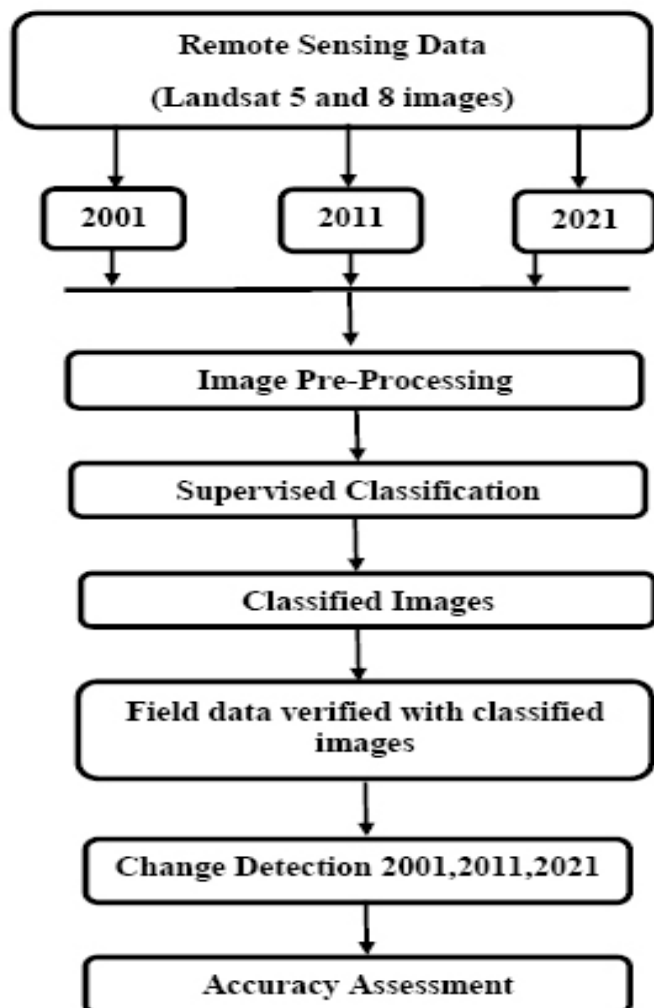 Remote Sensing Data
(Landsat 5 and 8 images)
2001
2011
2021
Image Pre-Processing
Supervised Classification
Classified Images
Field data verified with classified
images
Change Detection 2001,2011,2021
Accuracy Assessment